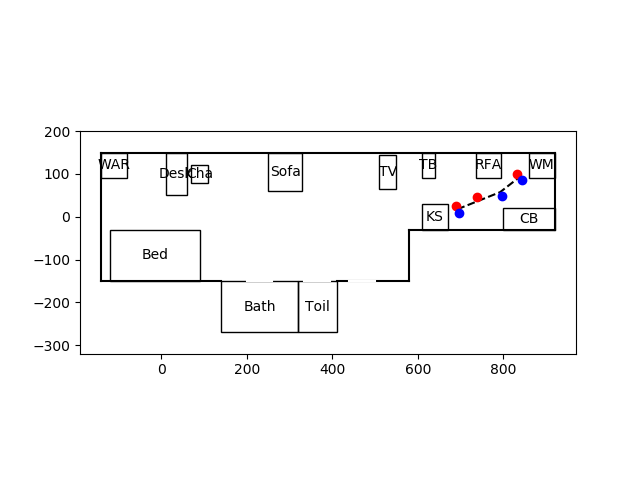 200
100
0
−100
−200
−300
WAR
Desk
Cha
Sofa
TV
TB
RFA
WM
KS
CB
Bed
Bath
Toil
0
200
400
600
800